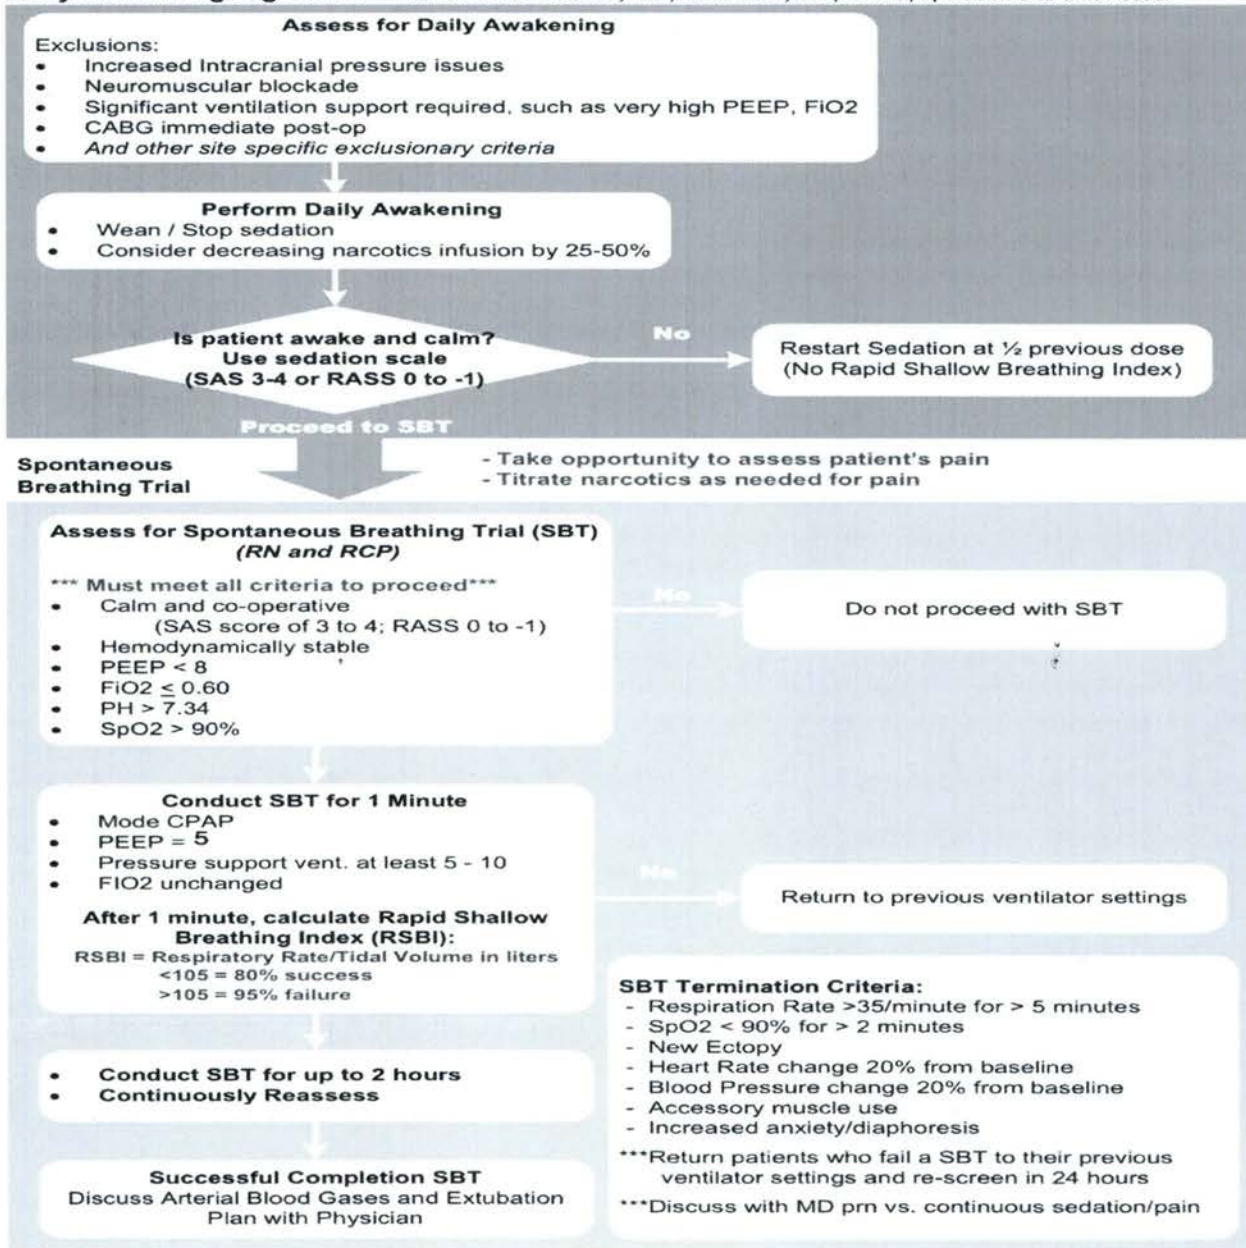 Assess for Daily Awakening
Exclusions:
• Increased Intracranial pressure issues
• Neuromuscular blockade
• Significant ventilation support required, such as very high PEEP, FiO2
• CABG immediate post-op
• And other site specific exclusionary criteria
Perform Daily Awakening
• Wean / Stop sedation
• Consider decreasing narcotics infusion by 25-50%
Is patient awake and calm?
Use sedation scale
(SAS 3-4 or RASS 0 to -1)
No
Restart Sedation at ½ previous dose
(No Rapid Shallow Breathing Index)
Proceed to SBT
Spontaneous
Breathing Trial
- Take opportunity to assess patient's pain
- Titrate narcotics as needed for pain
Assess for Spontaneous Breathing Trial (SBT)
(RN and RCP)
*** Must meet all criteria to proceed***
• Calm and co-operative
(SAS score of 3 to 4; RASS 0 to -1)
• Hemodynamically stable
• PEEP < 8
• FiO2 ≤ 0.60
• PH > 7.34
• SpO2 > 90%
No
Do not proceed with SBT
Conduct SBT for 1 Minute
• Mode CPAP
• PEEP = 5
• Pressure support vent. at least 5 - 10
• FIO2 unchanged
After 1 minute, calculate Rapid Shallow
Breathing Index (RSBI):
RSBI = Respiratory Rate/Tidal Volume in liters
<105 = 80% success
>105 = 95% failure
No
Return to previous ventilator settings
• Conduct SBT for up to 2 hours
• Continuously Reassess
Successful Completion SBT
Discuss Arterial Blood Gases and Extubation
Plan with Physician
SBT Termination Criteria:
- Respiration Rate >35/minute for > 5 minutes
- SpO2 < 90% for > 2 minutes
- New Ectopy
- Heart Rate change 20% from baseline
- Blood Pressure change 20% from baseline
- Accessory muscle use
- Increased anxiety/diaphoresis
***Return patients who fail a SBT to their previous
ventilator settings and re-screen in 24 hours
***Discuss with MD prn vs. continuous sedation/pain